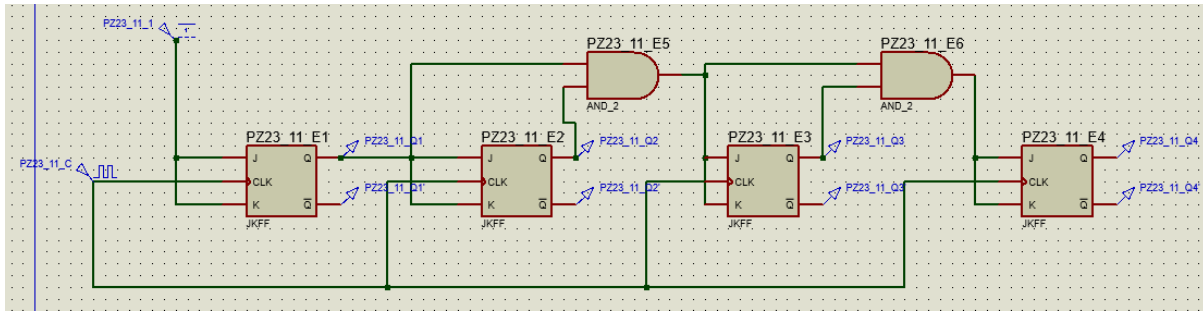 PZ23_11_1
1
PZ23_11_E5
AND_2
PZ23_11_E6
AND_2
PZ23_11_C
PZ23_11_E1
J
Q
CLK
K
Q
JKFF
PZ23_11_Q1
PZ23_11_Q1'
PZ23_11_E2
J
Q
CLK
K
Q
JKFF
PZ23_11_Q2
PZ23_11_Q2'
PZ23_11_E3
J
Q
CLK
K
Q
JKFF
PZ23_11_Q3
PZ23_11_Q3'
PZ23_11_E4
J
Q
CLK
K
Q
JKFF
PZ23_11_Q4
PZ23_11_Q4'